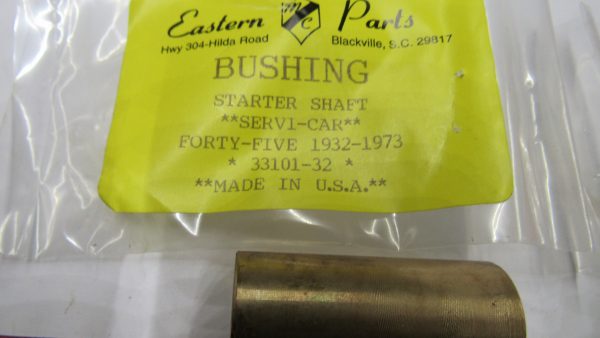 Eastern MC Parts
Hwy 304-Hilda Road Blackville, S.C. 29817
BUSHING
STARTER SHAFT
**SERVI-CAR**
FORTY-FIVE 1932-1973
* 33101-32 *
**MADE IN U.S.A.**